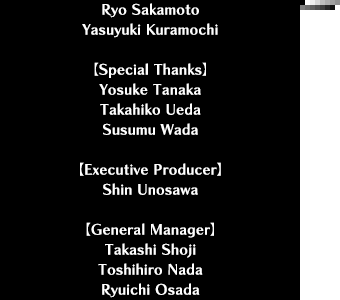 Ryo Sakamoto
Yasuyuki Kuramochi
【Special Thanks】
Yosuke Tanaka
Takahiko Ueda
Susumu Wada
【Executive Producer】
Shin Unosawa
【General Manager】
Takashi Shoji
Toshihiro Nada
Ryuichi Osada